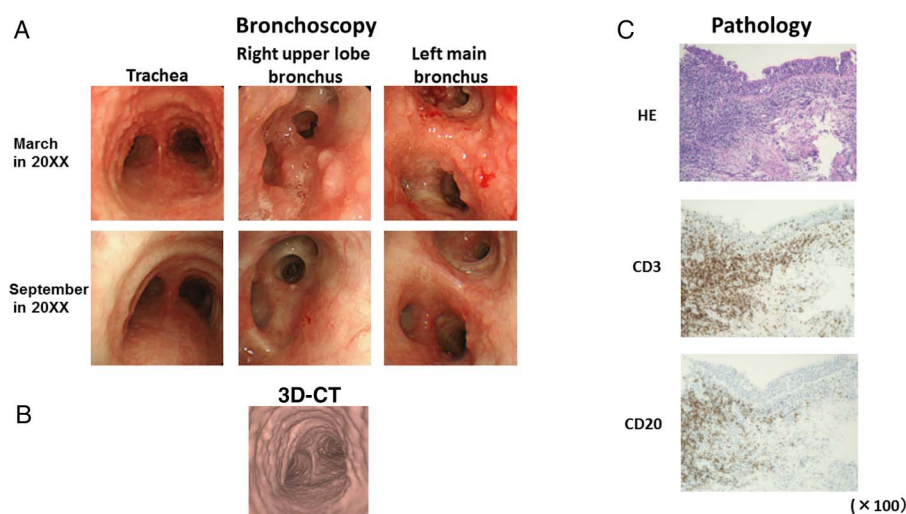 A
Bronchoscopy
Trachea
Right upper lobe
bronchus
Left main
bronchus
March
in 20XX
September
in 20XX
B
3D-CT
C
Pathology
HE
CD3
CD20
(×100)